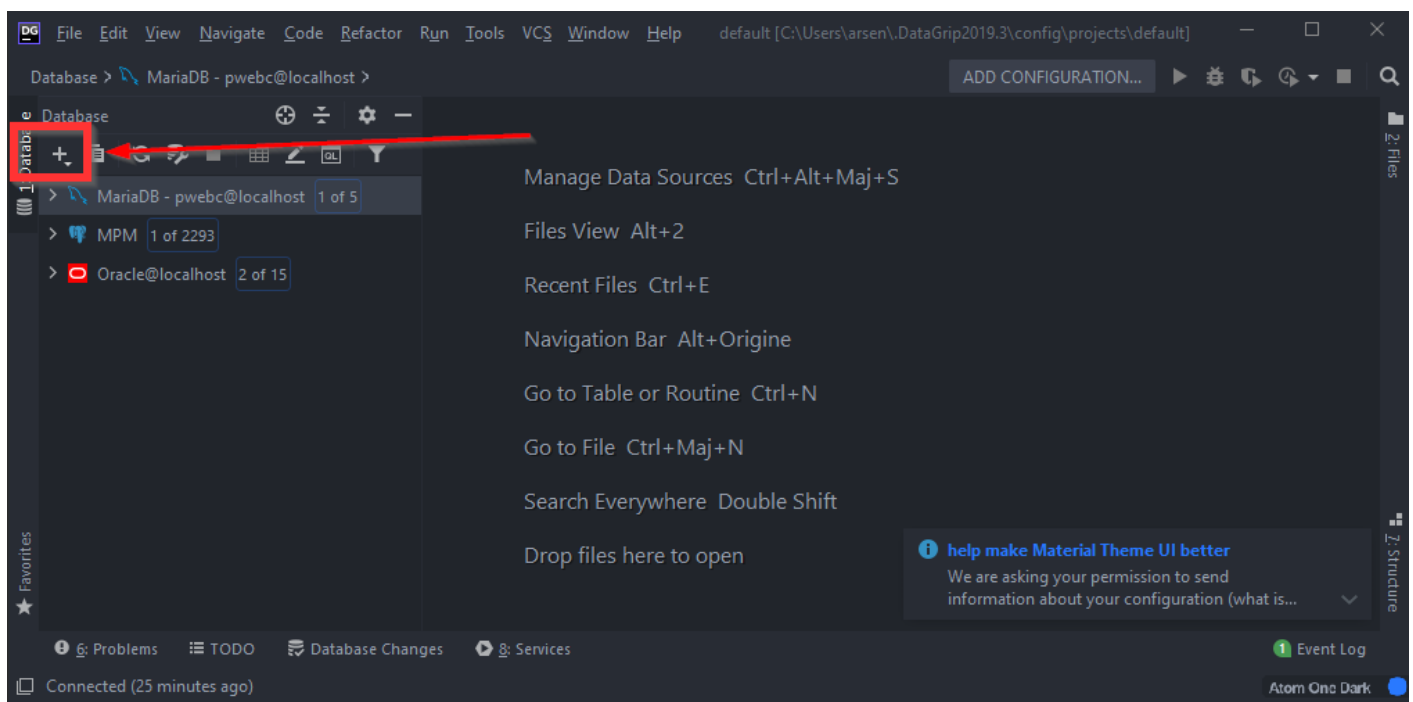 DG File Edit View Navigate Code Refactor Run Tools VCS Window Help default [C:\Users\arsen\.DataGrip2019.3\config\projects\default]
Database > MariaDB - pwebc@localhost >
ADD CONFIGURATION...
Database
1: Database
MariaDB - pwebc@localhost 1 of 5
MPM 1 of 2293
Oracle@localhost 2 of 15
QL
Manage Data Sources Ctrl+Alt+Maj+S
Files View Alt+2
Recent Files Ctrl+E
Navigation Bar Alt+Origine
Go to Table or Routine Ctrl+N
Go to File Ctrl+Maj+N
Search Everywhere Double Shift
Drop files here to open
help make Material Theme UI better
We are asking your permission to send
information about your configuration (what is...
2: Files
7: Structure
Favorites
6: Problems TODO Database Changes 8: Services 1 Event Log
Connected (25 minutes ago) Atom One Dark